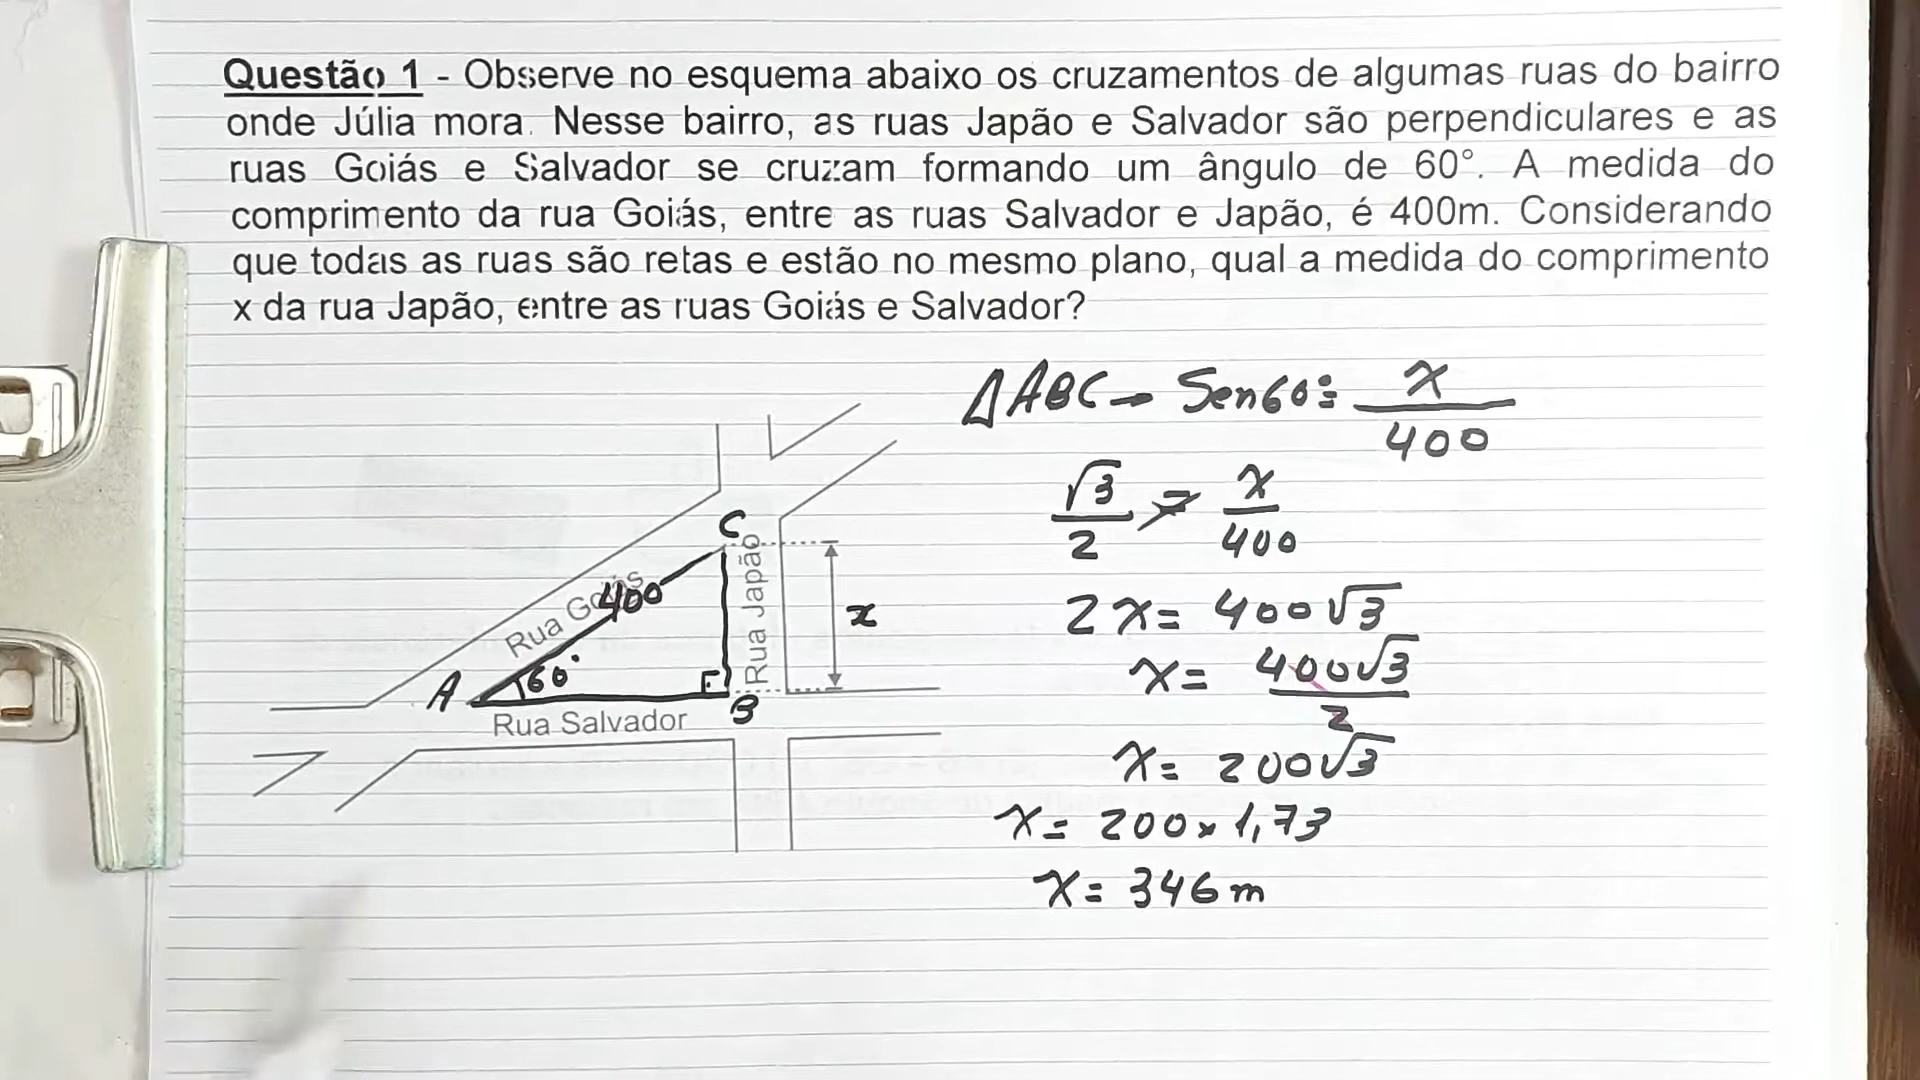 Questão 1 - Observe no esquema abaixo os cruzamentos de algumas ruas do bairro
onde Júlia mora. Nesse bairro, as ruas Japão e Salvador são perpendiculares e as
ruas Goiás e Salvador se cruzam formando um ângulo de 60°. A medida do
comprimento da rua Goiás, entre as ruas Salvador e Japão, é 400m. Considerando
que todas as ruas são retas e estão no mesmo plano, qual a medida do comprimento
x da rua Japão, entre as ruas Goiás e Salvador?
ΔABC → Sen60° = x/400
√3/2 = x/400
2x = 400√3
x = 400√3/2
x = 200√3
x = 200 × 1,73
x = 346 m
C
Rua Goiás
400
Rua Japão
x
A
60°
B
Rua Salvador